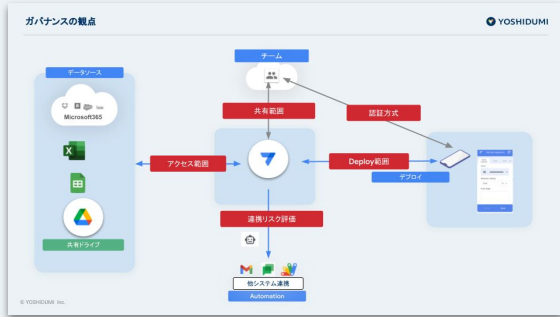 ガバナンスの観点
YOSHIDUMI
チーム
データソース
Microsoft365
共有範囲
認証方式
アクセス範囲
Deploy範囲
デプロイ
共有ドライブ
連携リスク評価
他システム連携
Automation
© YOSHIDUMI Inc.